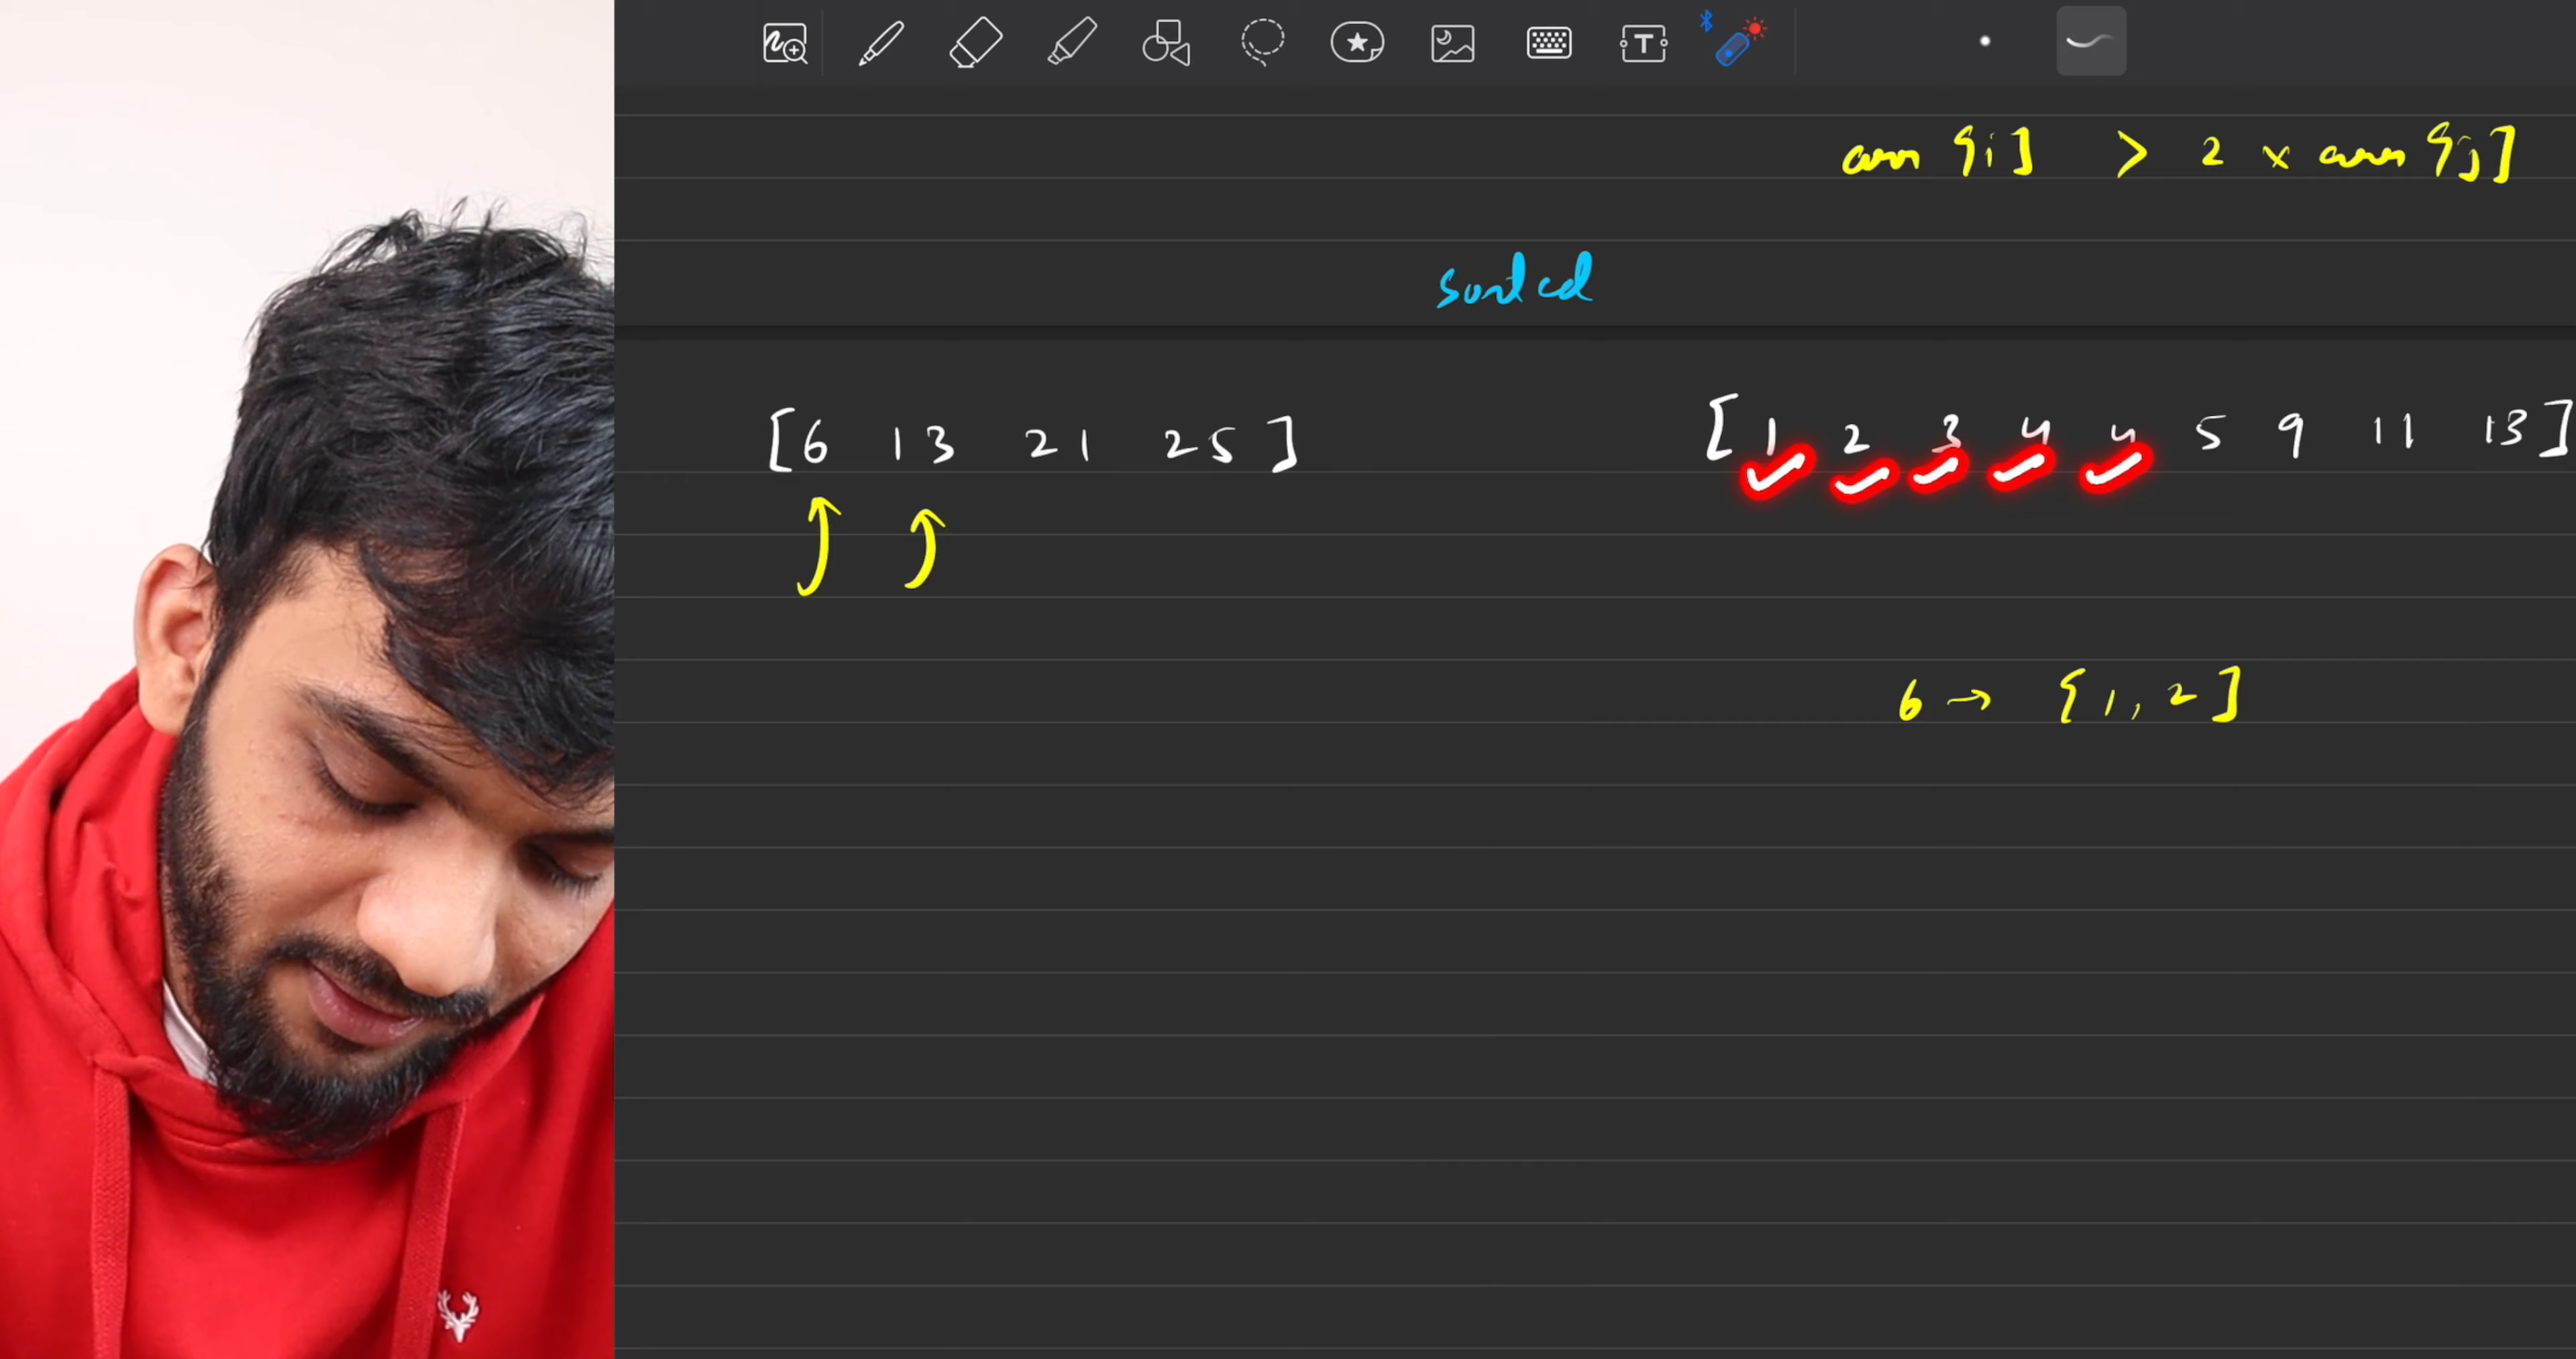 arr [i] > 2 x arr [j]
sorted
[6 13 21 25] [1 2 3 4 4 5 9 11 13]
6 → [1, 2]